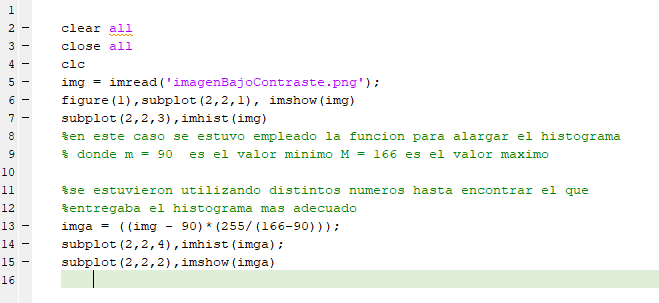 1
2 – clear all
3 – close all
4 – clc
5 – img = imread('imagenBajoContraste.png');
6 – figure(1),subplot(2,2,1), imshow(img)
7 – subplot(2,2,3),imhist(img)
8 %en este caso se estuvo empleado la funcion para alargar el histograma
9 % donde m = 90  es el valor minimo M = 166 es el valor maximo
10
11 %se estuvieron utilizando distintos numeros hasta encontrar el que
12 %entregaba el histograma mas adecuado
13 – imga = ((img - 90)*(255/(166-90)));
14 – subplot(2,2,4),imhist(imga);
15 – subplot(2,2,2),imshow(imga)
16